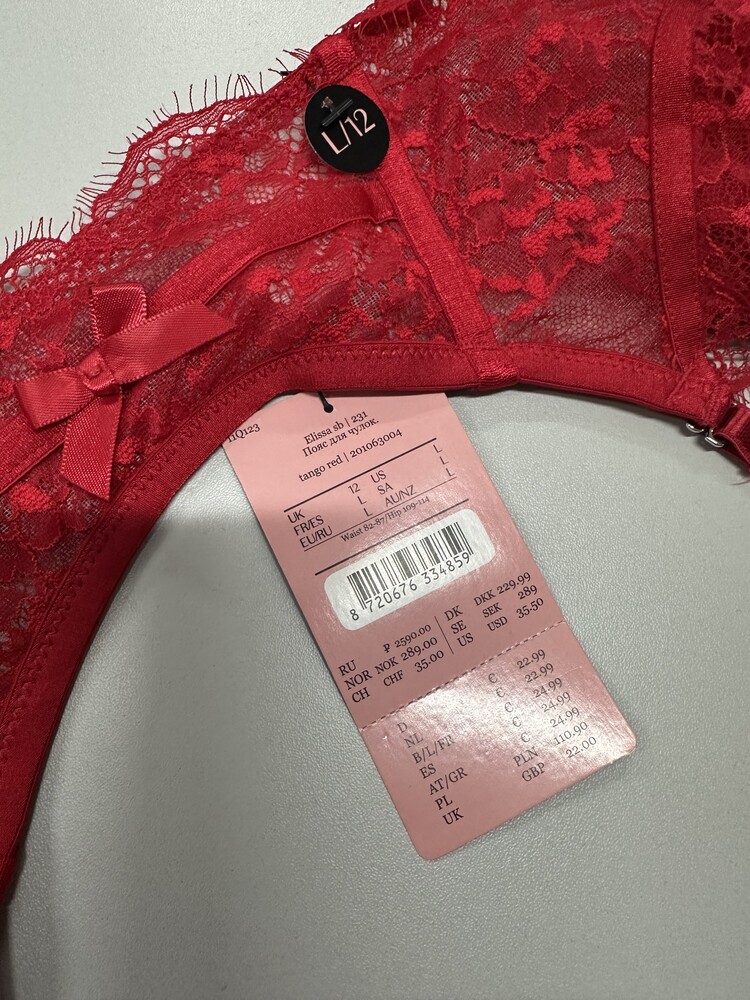 L/12
HQ123
Elissa sb | 231
Пояс для чулок.
tango red | 201063004
UK 12 US L
FR/ES L SA L
EU/RU L AU/NZ L
Waist 82-87/Hip 109-114
8 720676 334859
RU ₽ 2590.00 DK DKK 229.99
NOR NOK 289.00 SE SEK 289
CH CHF 35.00 US USD 35.50
D € 22.99
NL € 22.99
B/L/FR € 24.99
ES € 24.99
AT/GR € 24.99
PL PLN 110.90
UK GBP 22.00